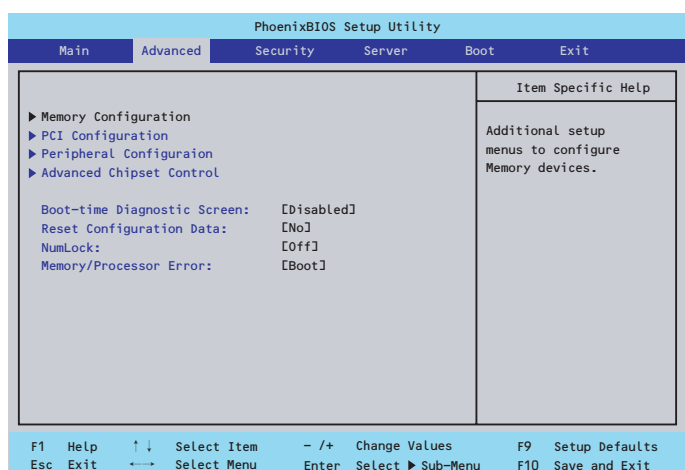 PhoenixBIOS Setup Utility
Main Advanced Security Server Boot Exit
Item Specific Help
▶ Memory Configuration
▶ PCI Configuration
▶ Peripheral Configuraion
▶ Advanced Chipset Control
Additional setup
menus to configure
Memory devices.
Boot-time Diagnostic Screen: [Disabled]
Reset Configuration Data: [No]
NumLock: [Off]
Memory/Processor Error: [Boot]
F1 Help ↑↓ Select Item - /+ Change Values F9 Setup Defaults
Esc Exit ←→ Select Menu Enter Select ▶ Sub-Menu F10 Save and Exit